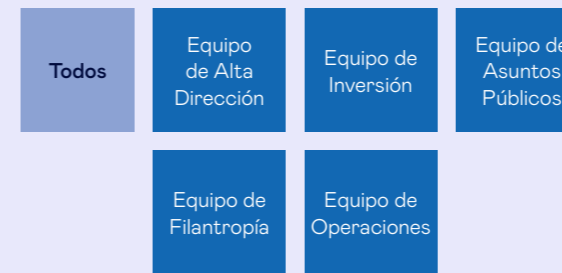 Todos
Equipo
de Alta
Dirección
Equipo de
Inversión
Equipo de
Asuntos
Públicos
Equipo de
Filantropía
Equipo de
Operaciones